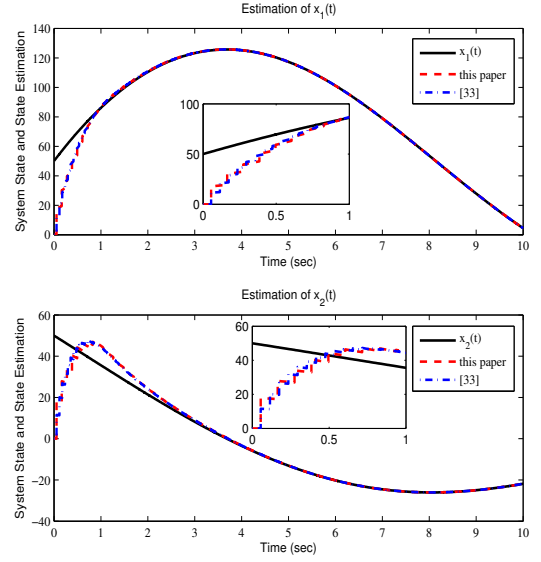 Estimation of x1(t)
System State and State Estimation
140
120
100
80
60
40
20
0
0 1 2 3 4 5 6 7 8 9 10
Time (sec)
x1(t)
this paper
[33]
100
50
0
0 0.5 1
Estimation of x2(t)
System State and State Estimation
60
40
20
0
−20
−40
0 1 2 3 4 5 6 7 8 9 10
Time (sec)
60
40
20
0
0 0.5 1
x2(t)
this paper
[33]